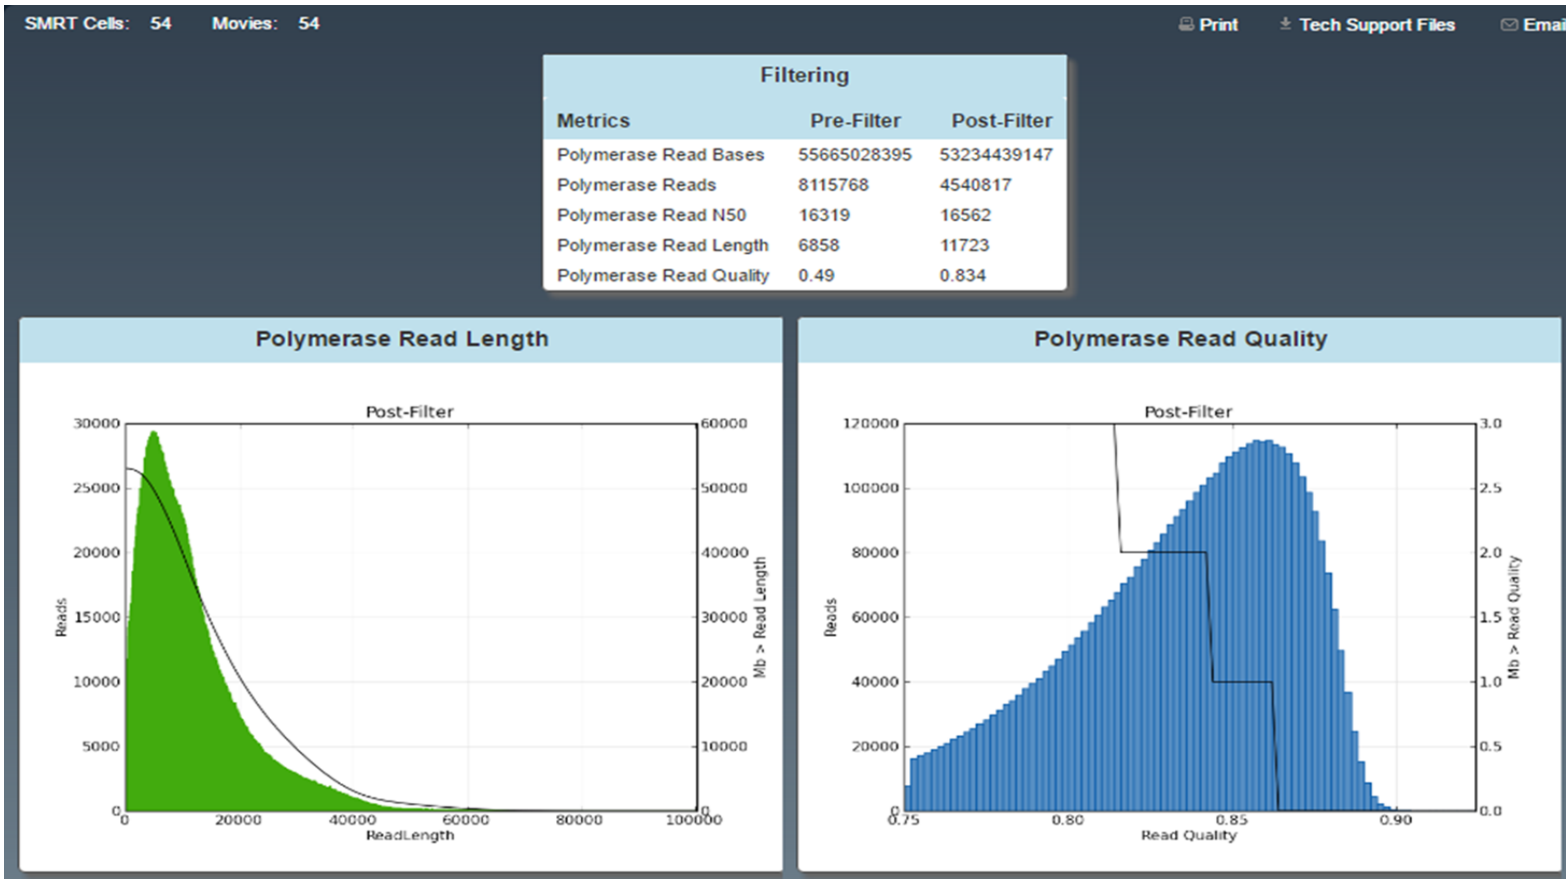 SMRT Cells: 54 Movies: 54 Print Tech Support Files Emai
Filtering
Metrics Pre-Filter Post-Filter
Polymerase Read Bases 55665028395 53234439147
Polymerase Reads 8115768 4540817
Polymerase Read N50 16319 16562
Polymerase Read Length 6858 11723
Polymerase Read Quality 0.49 0.834
Polymerase Read Length
Post-Filter
30000
25000
20000
15000
10000
5000
0
Reads
60000
50000
40000
30000
20000
10000
0
Mb > Read Length
0 20000 40000 60000 80000 100000
ReadLength
Polymerase Read Quality
Post-Filter
120000
100000
80000
60000
40000
20000
0
Reads
3.0
2.5
2.0
1.5
1.0
0.5
0.0
Mb > Read Quality
0.75 0.80 0.85 0.90
Read Quality